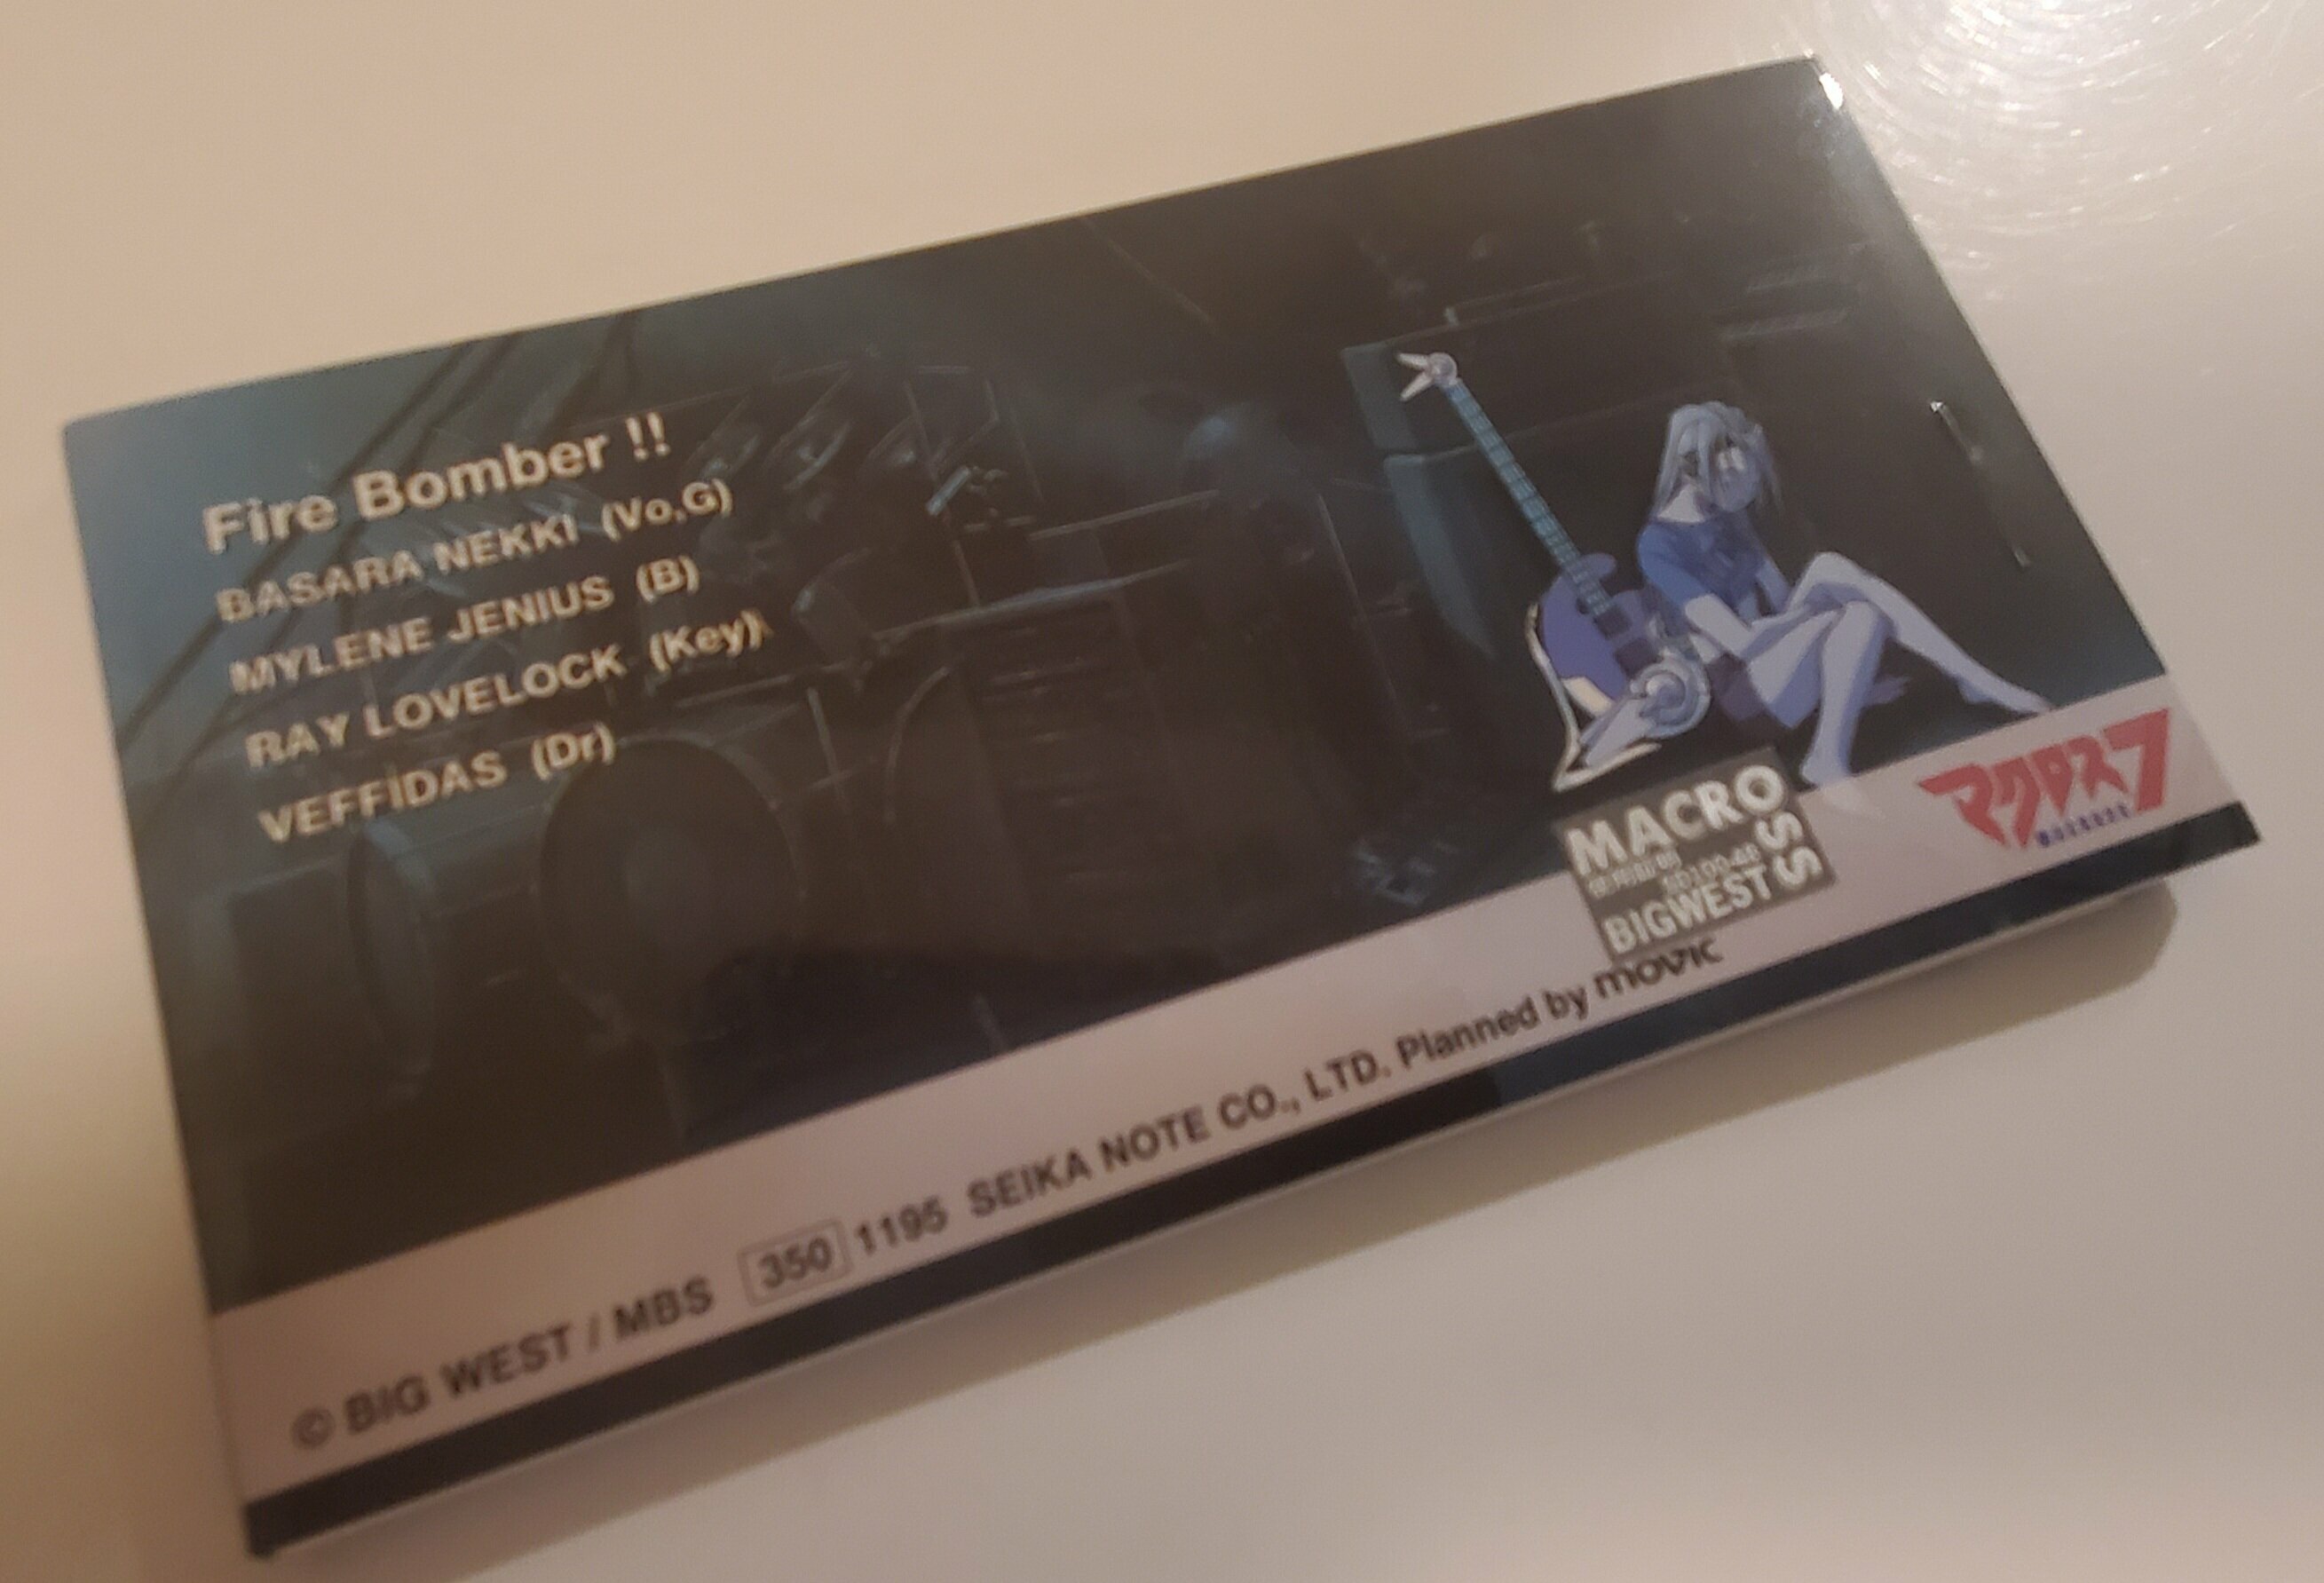 Fire Bomber !!
BASARA NEKKI (Vo,G)
MYLENE JENIUS (B)
RAY LOVELOCK (Key)
VEFFIDAS (Dr)
MACROSS
BIGWEST
マクロス7
© BIG WEST / MBS 350 1195 SEIKA NOTE CO., LTD. Planned by movic